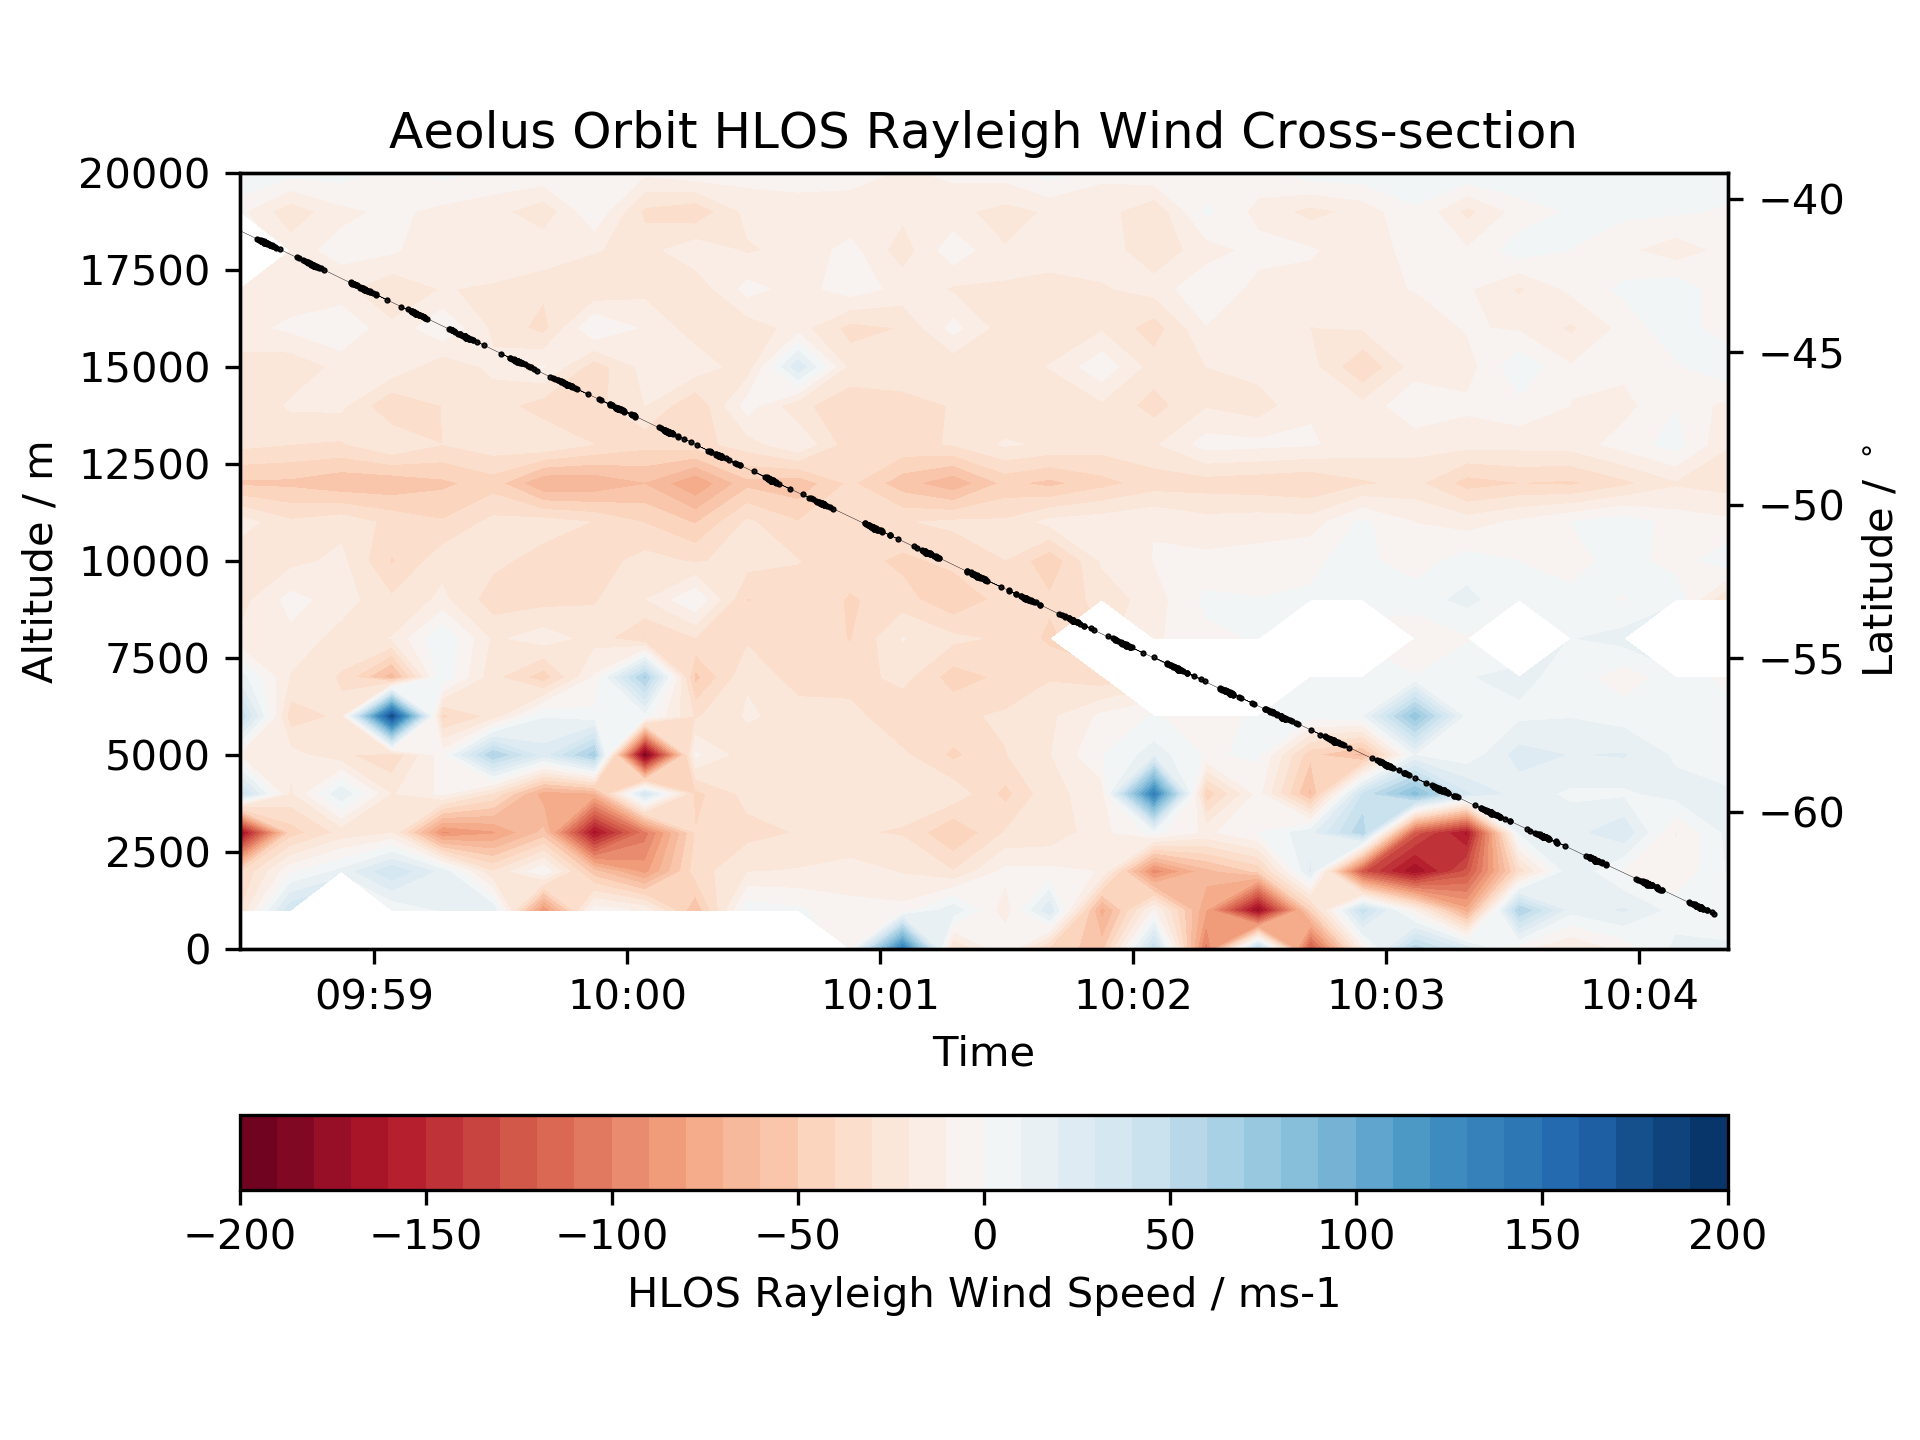 Aeolus Orbit HLOS Rayleigh Wind Cross-section
20000
17500
15000
12500
10000
7500
5000
2500
0
Altitude / m
−40
−45
−50
−55
−60
Latitude / °
09:59 10:00 10:01 10:02 10:03 10:04
Time
−200 −150 −100 −50 0 50 100 150 200
HLOS Rayleigh Wind Speed / ms-1